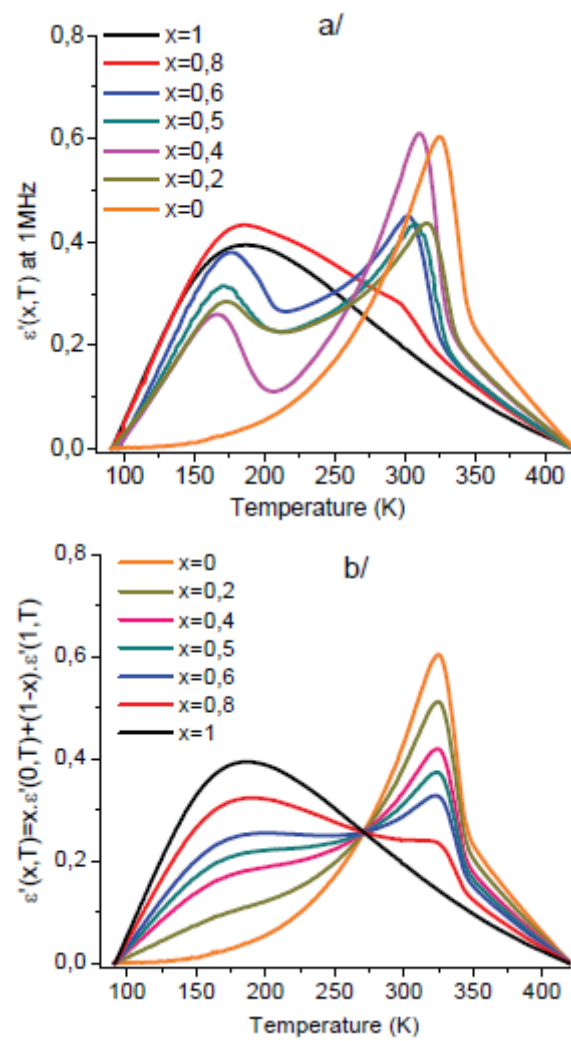 a/
x=1
x=0,8
x=0,6
x=0,5
x=0,4
x=0,2
x=0
0,8
0,6
0,4
0,2
0,0
ε'(x,T) at 1MHz
100 150 200 250 300 350 400
Temperature (K)
b/
x=0
x=0,2
x=0,4
x=0,5
x=0,6
x=0,8
x=1
0,8
0,6
0,4
0,2
0,0
ε'(x,T)=x.ε'(0,T)+(1-x).ε'(1,T)
100 150 200 250 300 350 400
Temperature (K)